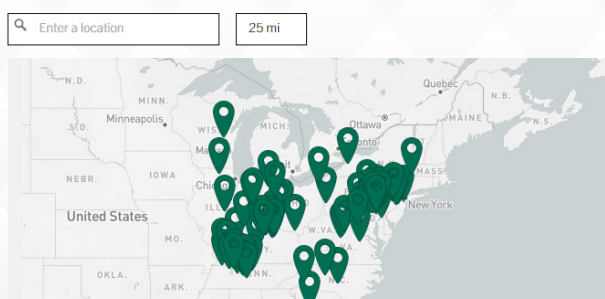 Enter a location
25 mi
Quebec
N.D.
MINN.
Ottawa
N.B.
Minneapolis
MAINE
N.S.
S.D.
WIS
MICH.
MASS
NEBR.
IOWA
New York
ILL
United States
MO.
W.VA
VA.
OKLA.
ARK.
N.C.